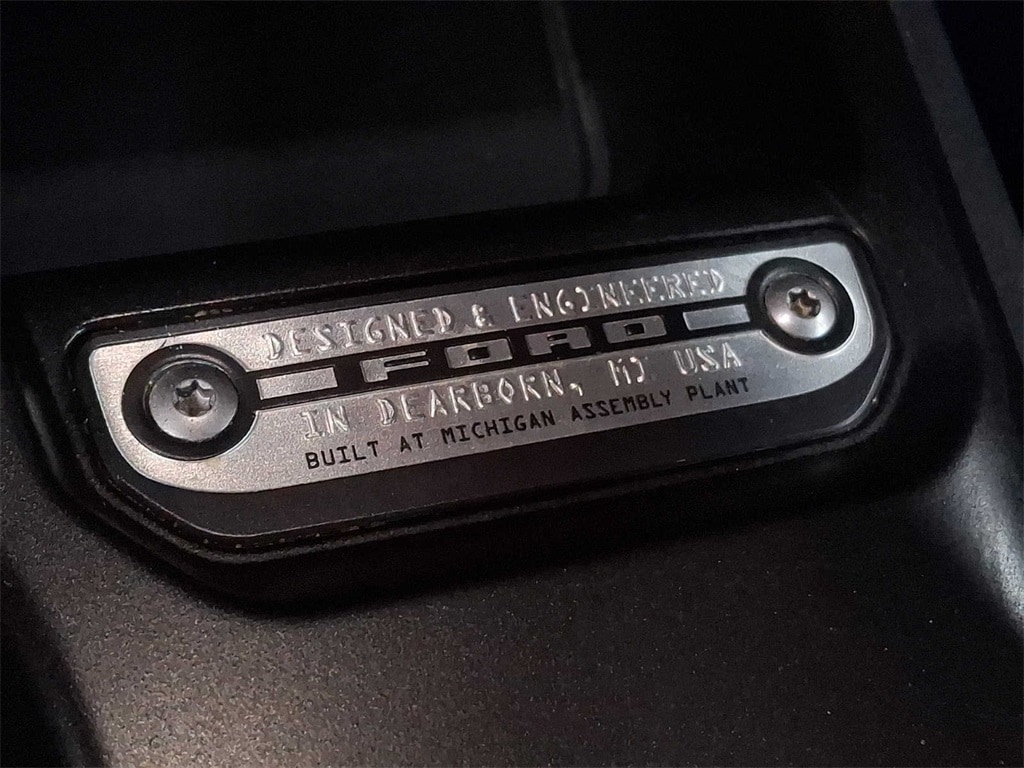 DESIGNED & ENGINEERED
FORD
IN DEARBORN, MI USA
BUILT AT MICHIGAN ASSEMBLY PLANT